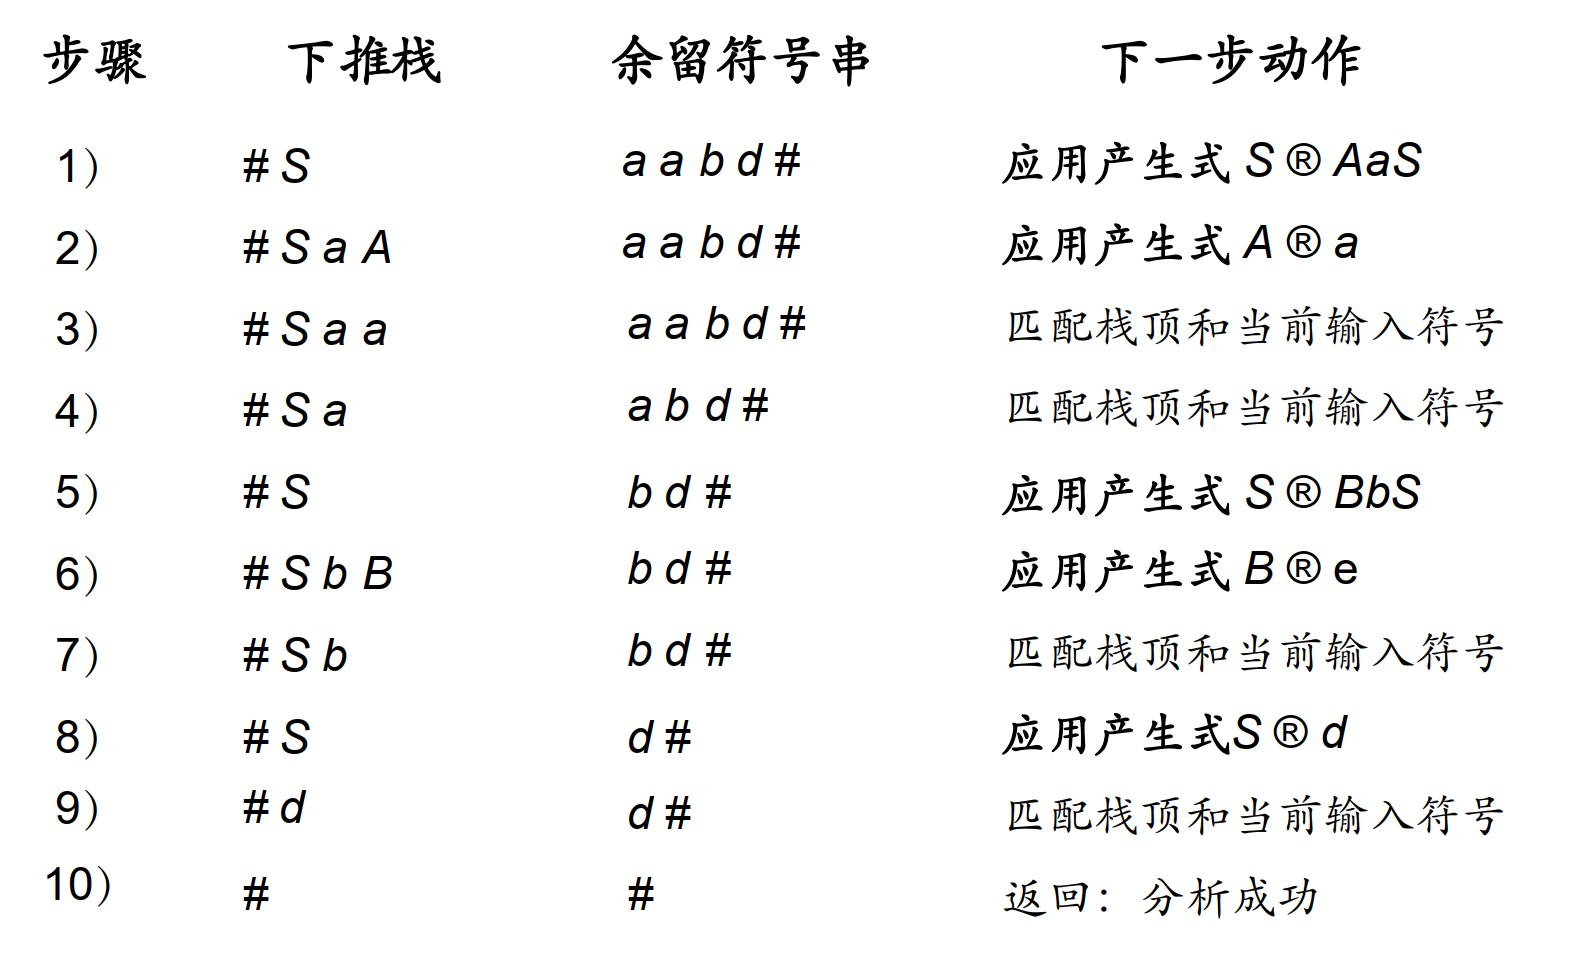 步骤 下推栈 余留符号串 下一步动作
1) # S a a b d # 应用产生式 S ® AaS
2) # S a A a a b d # 应用产生式 A ® a
3) # S a a a a b d # 匹配栈顶和当前输入符号
4) # S a a b d # 匹配栈顶和当前输入符号
5) # S b d # 应用产生式 S ® BbS
6) # S b B b d # 应用产生式 B ® e
7) # S b b d # 匹配栈顶和当前输入符号
8) # S d # 应用产生式S ® d
9) # d d # 匹配栈顶和当前输入符号
10) # # 返回：分析成功